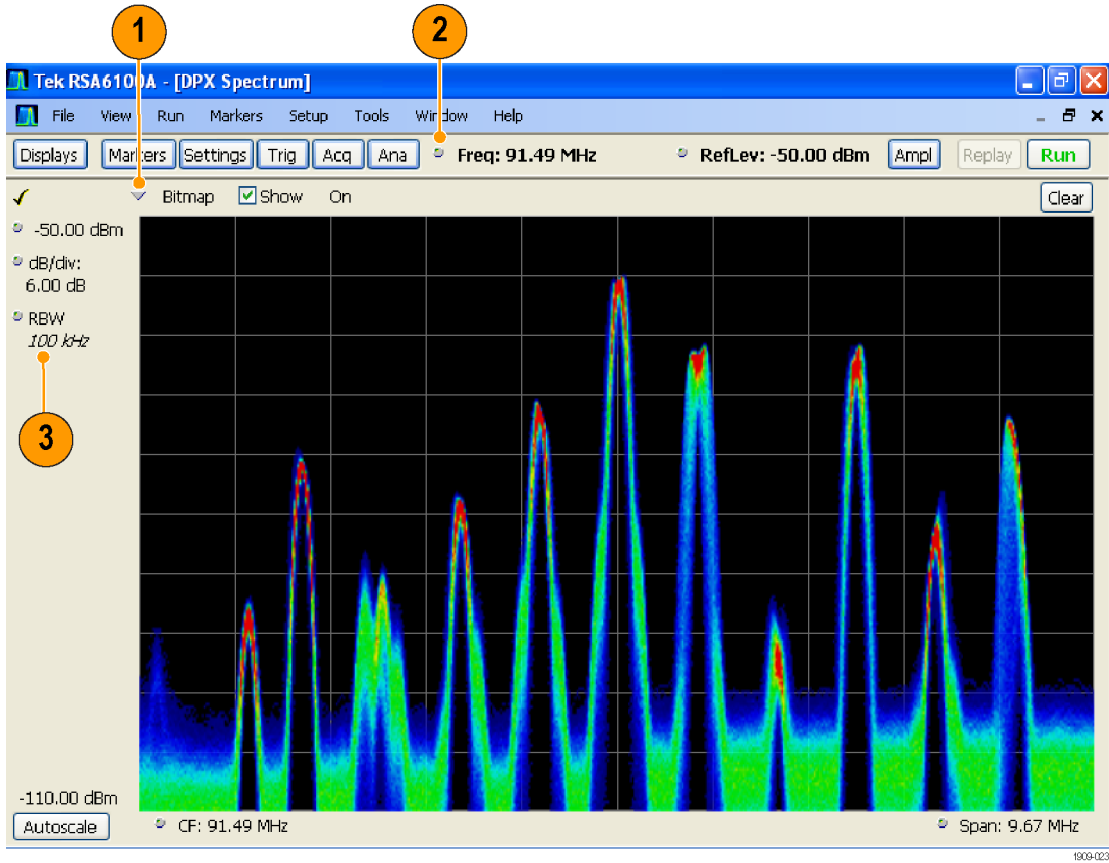 1
2
Tek RSA6100A - [DPX Spectrum]
File View Run Markers Setup Tools Window Help
Displays Markers Settings Trig Acq Ana Freq: 91.49 MHz RefLev: -50.00 dBm Ampl Replay Run
Bitmap Show On Clear
-50.00 dBm
dB/div:
6.00 dB
RBW
100 kHz
3
-110.00 dBm
Autoscale CF: 91.49 MHz Span: 9.67 MHz
1909-023